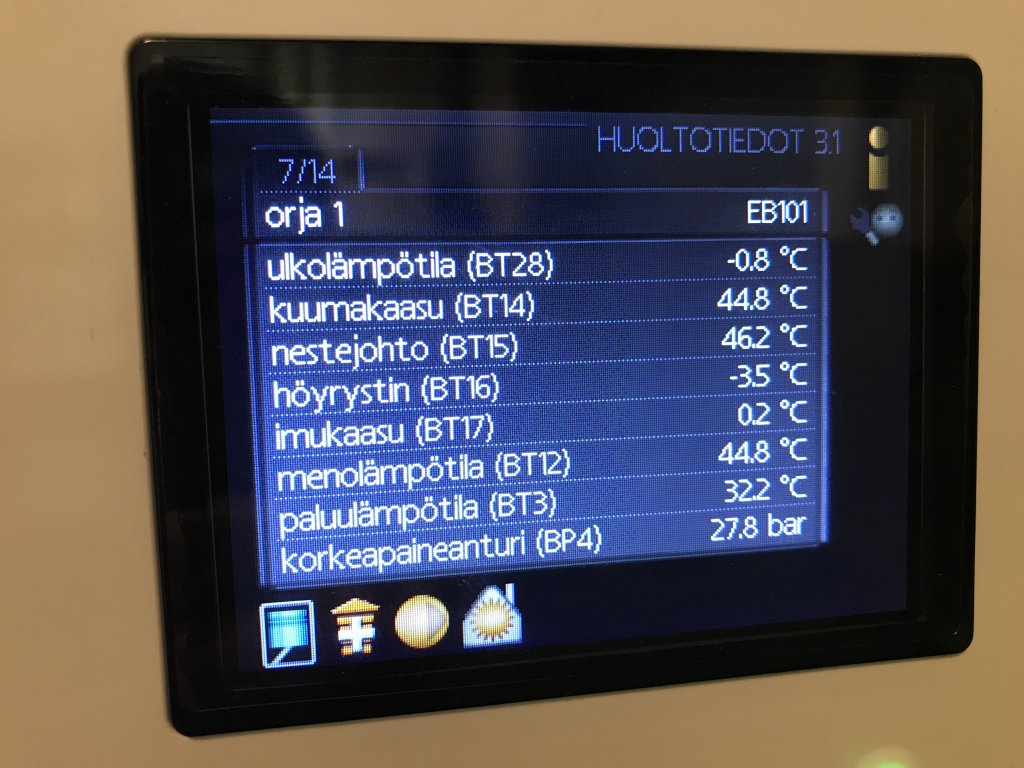 HUOLTOTIEDOT 3.1
7/14
orja 1 EB101
ulkolämpötila (BT28) -0.8 °C
kuumakaasu (BT14) 44.8 °C
nestejohto (BT15) 46.2 °C
höyrystin (BT16) -3.5 °C
imukaasu (BT17) 0.2 °C
menolämpötila (BT12) 44.8 °C
paluulämpötila (BT3) 32.2 °C
korkeapaineanturi (BP4) 27.8 bar